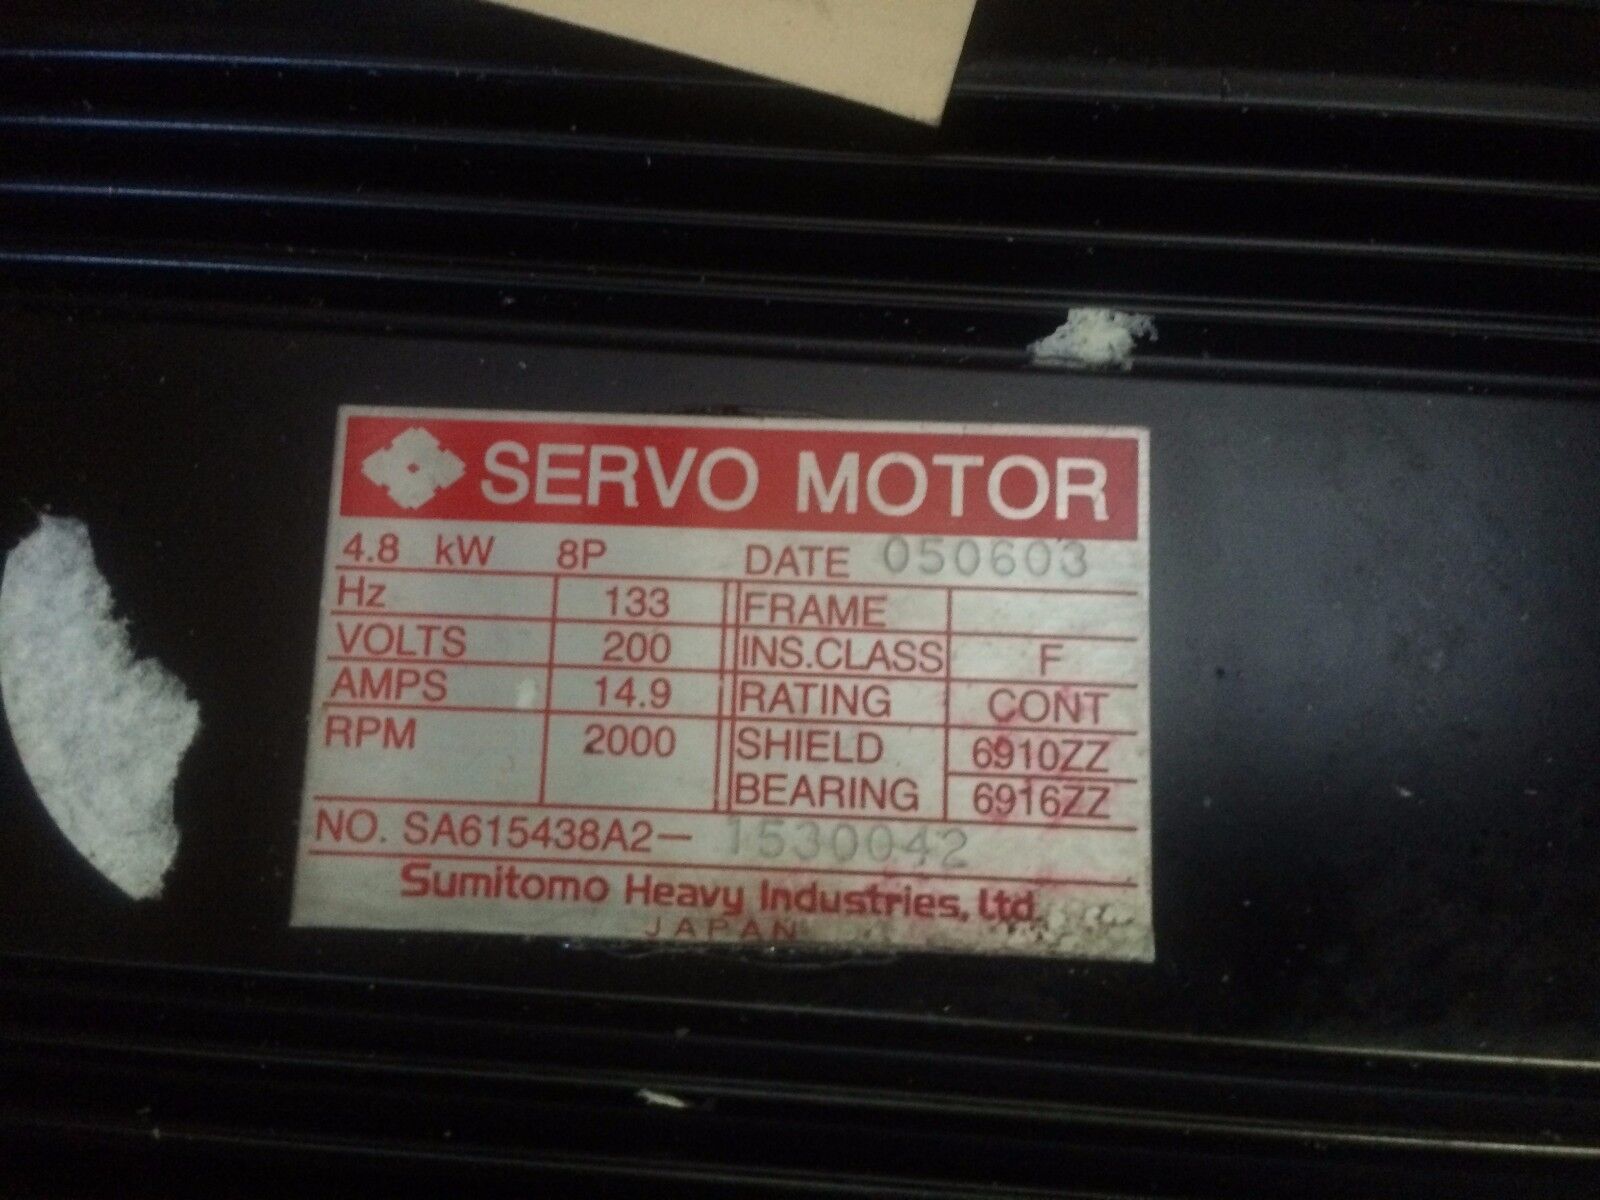 SERVO MOTOR
4.8 kW 8P DATE 050603
Hz 133 FRAME
VOLTS 200 INS.CLASS F
AMPS 14.9 RATING CONT
RPM 2000 SHIELD 6910ZZ
BEARING 6916ZZ
NO. SA615438A2- 1530042
Sumitomo Heavy Industries, Ltd.
JAPAN